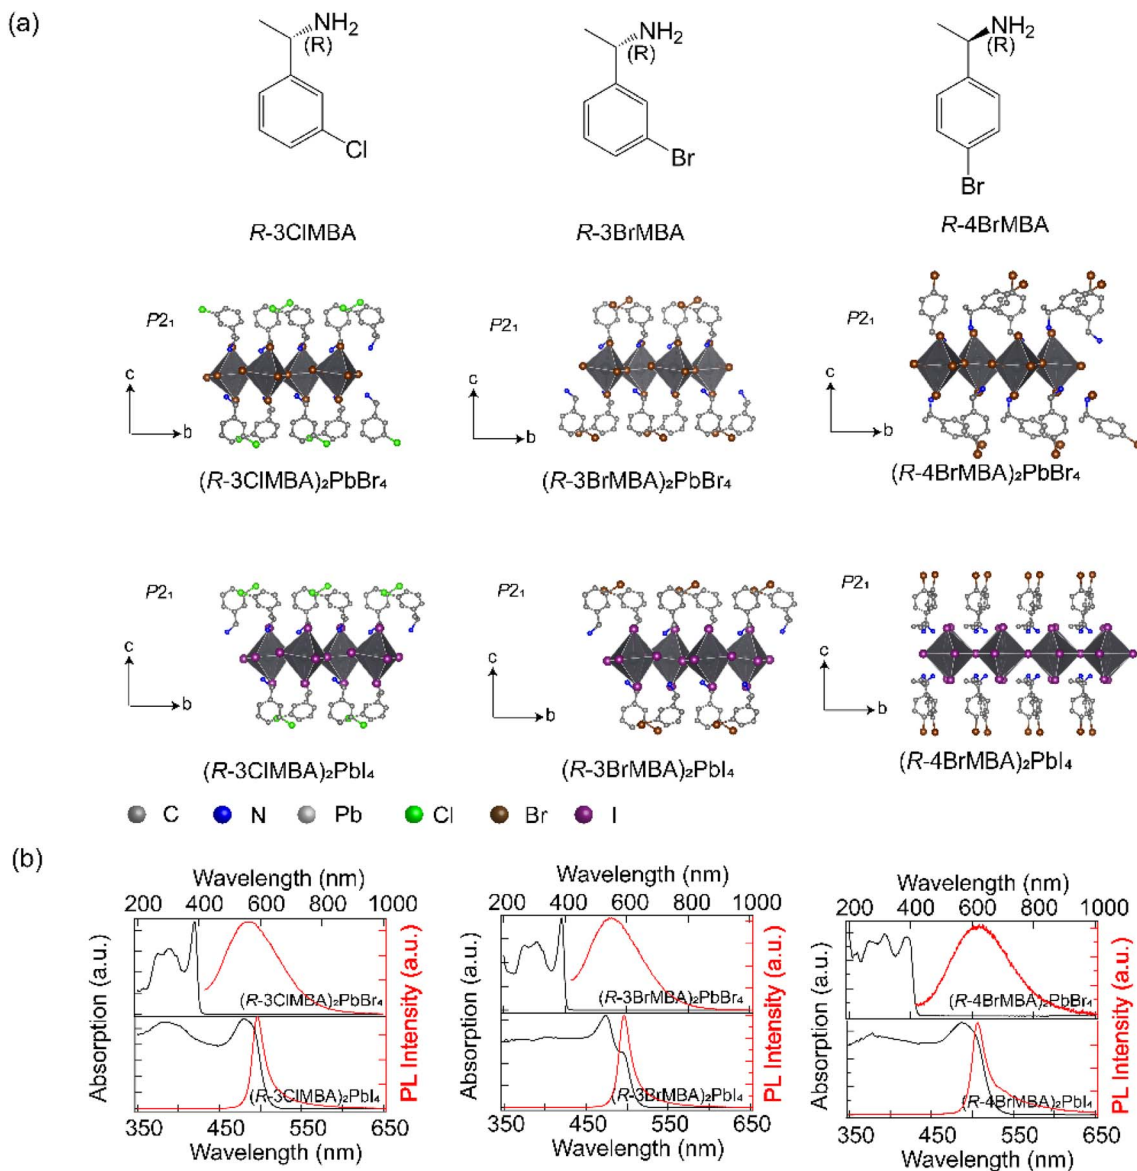 (a)
NH₂ NH₂ NH₂
(R) (R) (R)
Cl Br
Br
R-3ClMBA R-3BrMBA R-4BrMBA
P2₁ P2₁ P2₁
c c c
b b b
(R-3ClMBA)₂PbBr₄ (R-3BrMBA)₂PbBr₄ (R-4BrMBA)₂PbBr₄
P2₁ P2₁ P2₁
c c c
b b b
(R-3ClMBA)₂PbI₄ (R-3BrMBA)₂PbI₄ (R-4BrMBA)₂PbI₄
C N Pb Cl Br I
(b)
Wavelength (nm)
200 400 600 800 1000
Absorption (a.u.)
PL Intensity (a.u.)
(R-3ClMBA)₂PbBr₄
(R-3ClMBA)₂PbI₄
350 450 550 650
Wavelength (nm)
Wavelength (nm)
200 400 600 800 1000
Absorption (a.u.)
PL Intensity (a.u.)
(R-3BrMBA)₂PbBr₄
(R-3BrMBA)₂PbI₄
350 450 550 650
Wavelength (nm)
Wavelength (nm)
200 400 600 800 1000
Absorption (a.u.)
PL Intensity (a.u.)
(R-4BrMBA)₂PbBr₄
(R-4BrMBA)₂PbI₄
350 450 550 650
Wavelength (nm)